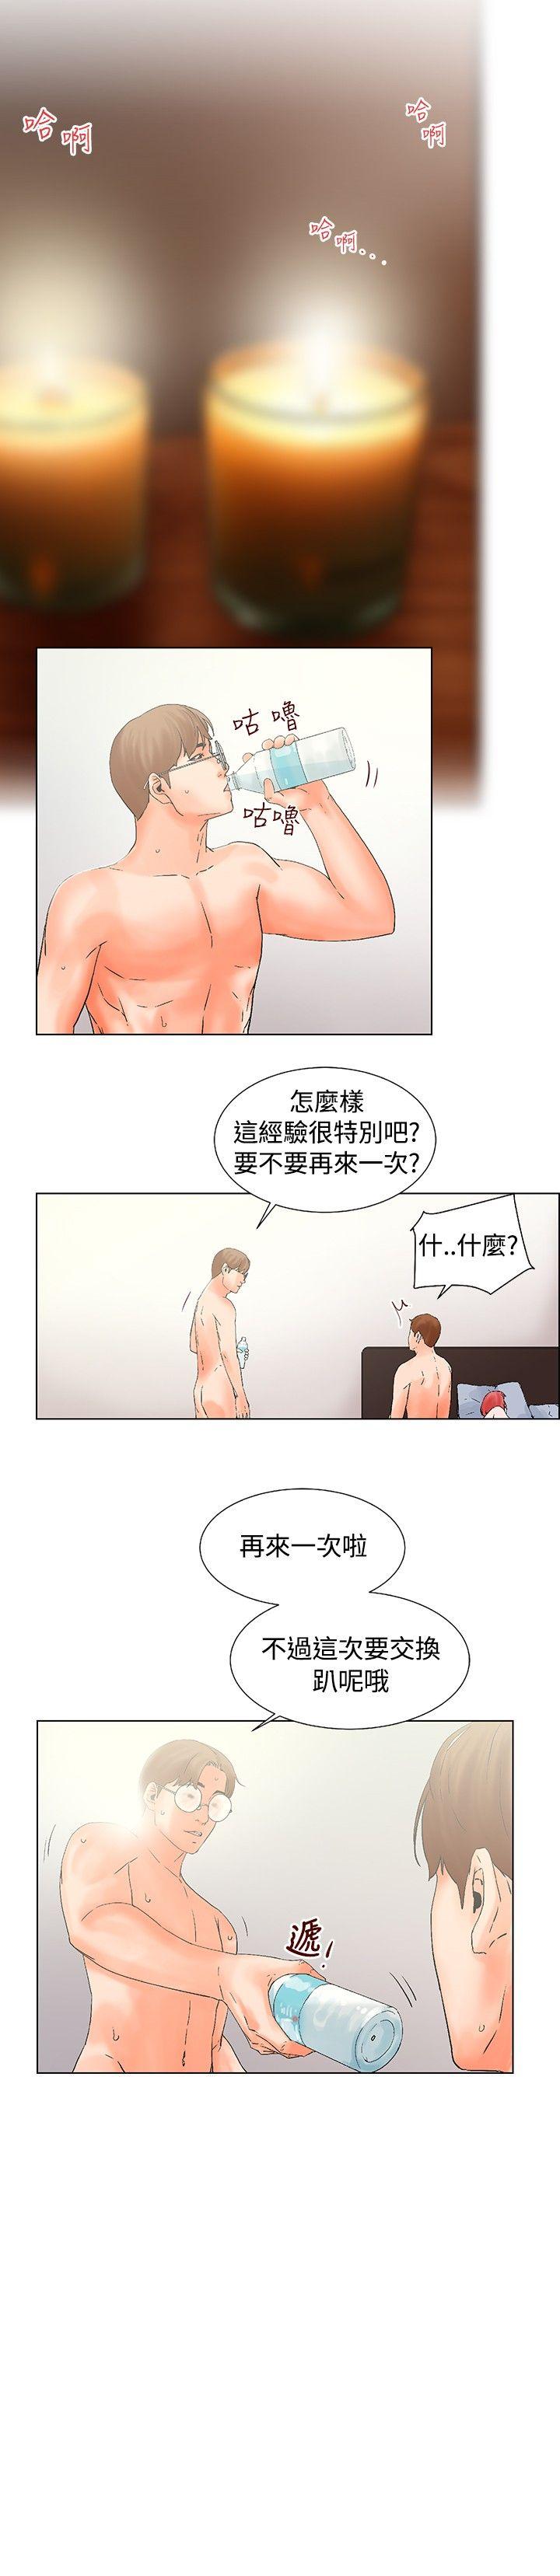 哈啊
哈啊
哈啊...
咕嚕
咕嚕
怎麼樣
這經驗很特別吧?
要不要再來一次?
什..什麼?
再來一次啦
不過這次要交換
趴呢哦
遞!